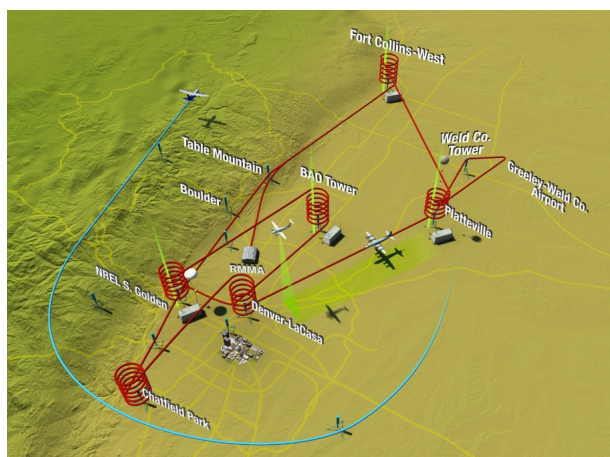 Fort Collins-West
Table Mountain
Weld Co.
Tower
BAO Tower
Greeley-Weld Co.
Airport
Boulder
Platteville
RMMA
NREL S. Golden
Denver-LaCasa
Chatfield Park